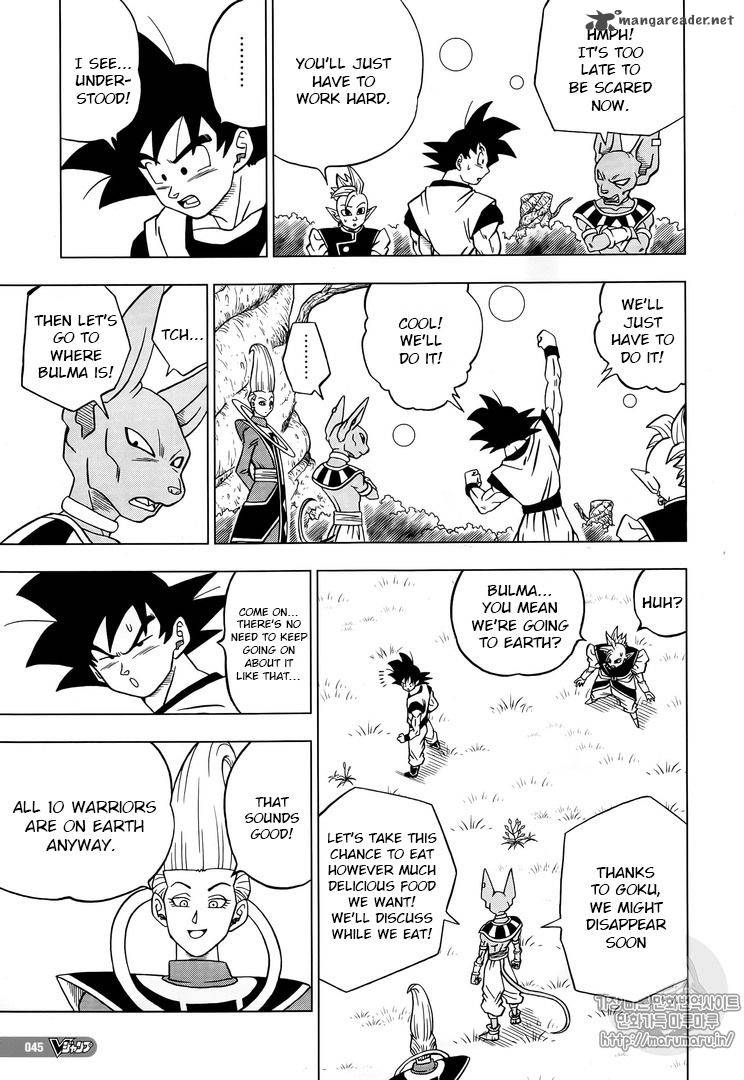 mangareader.net
HMPH!
IT'S TOO
LATE TO
BE SCARED
NOW.
YOU'LL JUST
HAVE TO
WORK HARD.
.........
I SEE...
UNDER-
STOOD!
WE'LL
JUST
HAVE TO
DO IT!
COOL!
WE'LL
DO IT!
.........
TCH...
THEN LET'S
GO TO
WHERE
BULMA IS!
HUH?
BULMA...
YOU MEAN
WE'RE GOING
TO EARTH?
THANKS
TO GOKU,
WE MIGHT
DISAPPEAR
SOON
LET'S TAKE THIS
CHANCE TO EAT
HOWEVER MUCH
DELICIOUS FOOD
WE WANT!
WE'LL DISCUSS
WHILE WE EAT!
COME ON...
THERE'S NO
NEED TO KEEP
GOING ON
ABOUT IT
LIKE THAT...
THAT
SOUNDS
GOOD!
ALL 10 WARRIORS
ARE ON EARTH
ANYWAY.
045 Vジャンプ
http://marumaru.in/